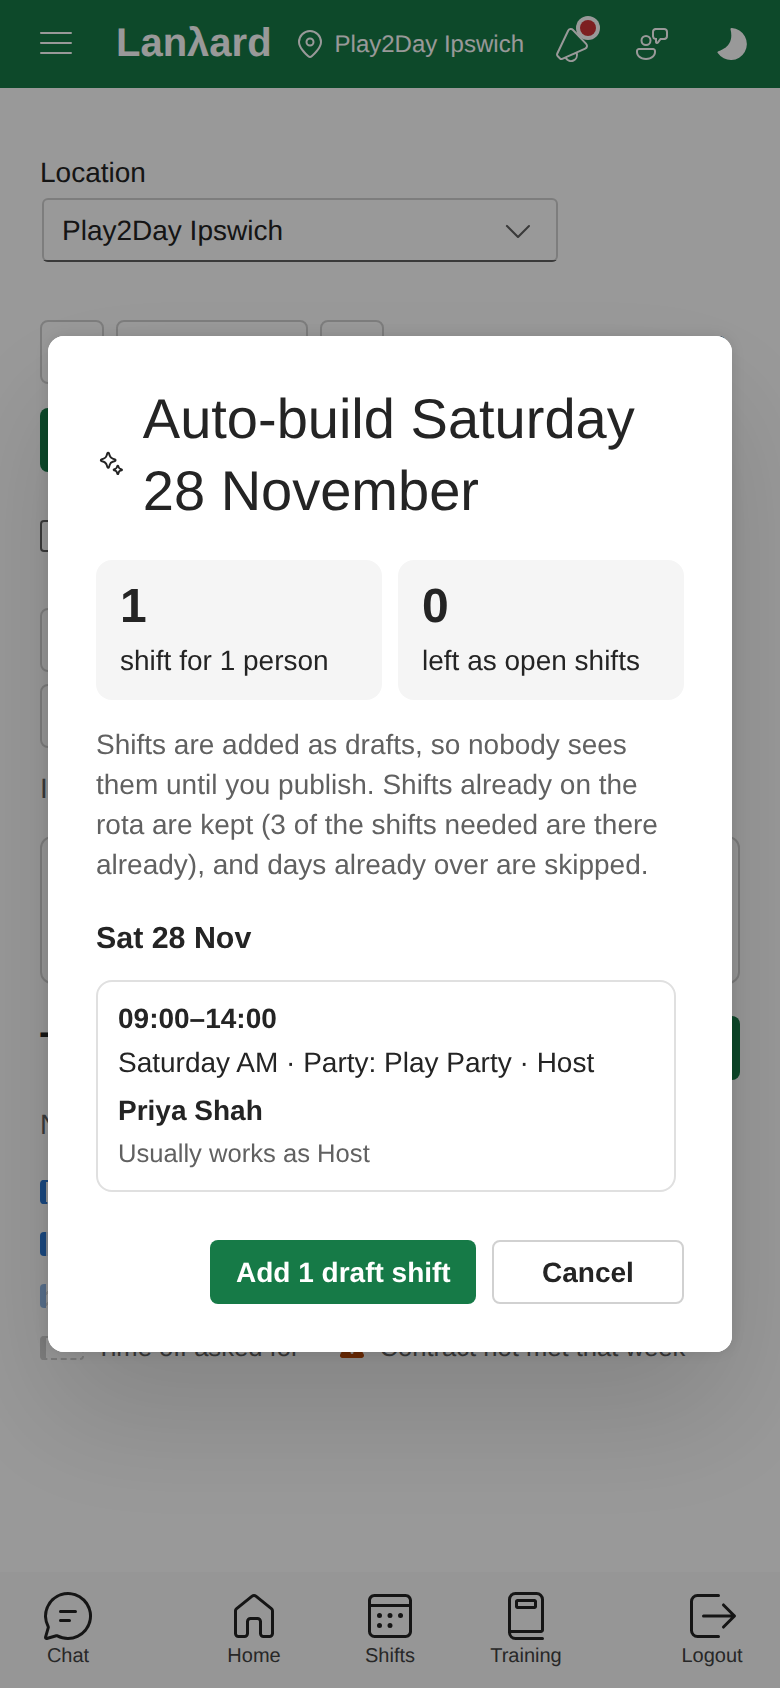 Lanλard
Play2Day Ipswich
Location
Play2Day Ipswich
Auto-build Saturday
28 November
1
shift for 1 person
0
left as open shifts
Shifts are added as drafts, so nobody sees
them until you publish. Shifts already on the
rota are kept (3 of the shifts needed are there
already), and days already over are skipped.
Sat 28 Nov
09:00–14:00
Saturday AM · Party: Play Party · Host
Priya Shah
Usually works as Host
Add 1 draft shift
Cancel
Chat
Home
Shifts
Training
Logout